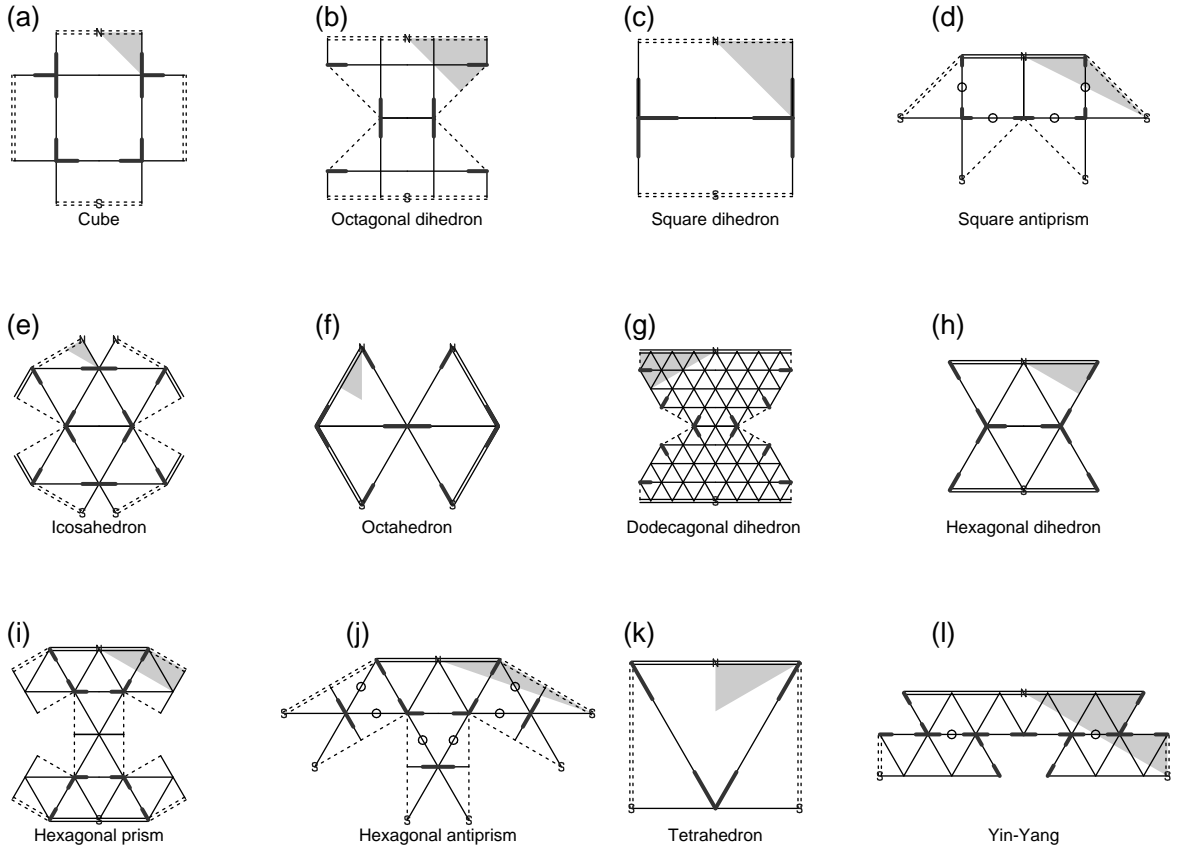 (a)
(b)
(c)
(d)
N
N
N
N
S
S
S
S
S
S
S
Cube
Octagonal dihedron
Square dihedron
Square antiprism
(e)
(f)
(g)
(h)
N
N
N
N
N
N
S
S
S
S
S
S
Icosahedron
Octahedron
Dodecagonal dihedron
Hexagonal dihedron
(i)
(j)
(k)
(l)
N
N
N
N
S
S
S
S
S
S
S
S
S
S
S
Hexagonal prism
Hexagonal antiprism
Tetrahedron
Yin-Yang